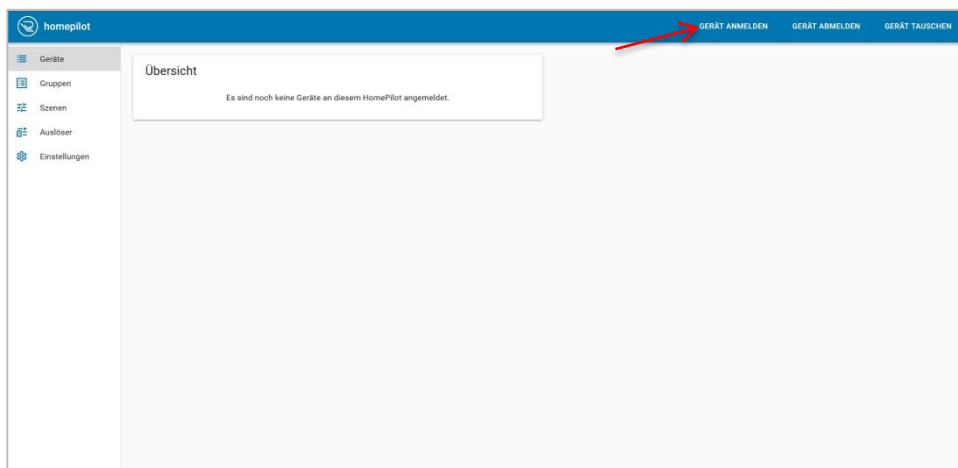 homepilot
GERÄT ANMELDEN
GERÄT ABMELDEN
GERÄT TAUSCHEN
Geräte
Gruppen
Szenen
Auslöser
Einstellungen
Übersicht
Es sind noch keine Geräte an diesem HomePilot angemeldet.